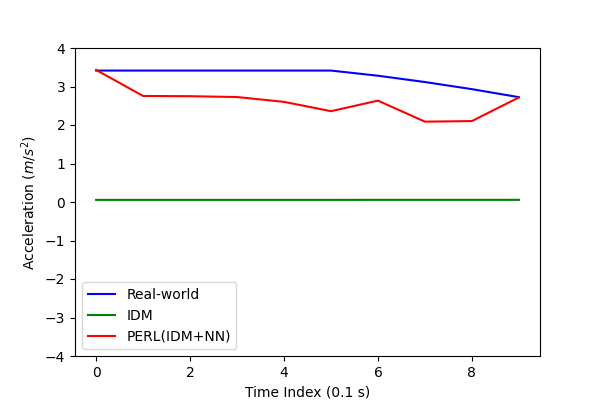 4
3
2
1
0
−1
−2
−3
−4
Acceleration (m/s²)
Real-world
IDM
PERL(IDM+NN)
0 2 4 6 8
Time Index (0.1 s)